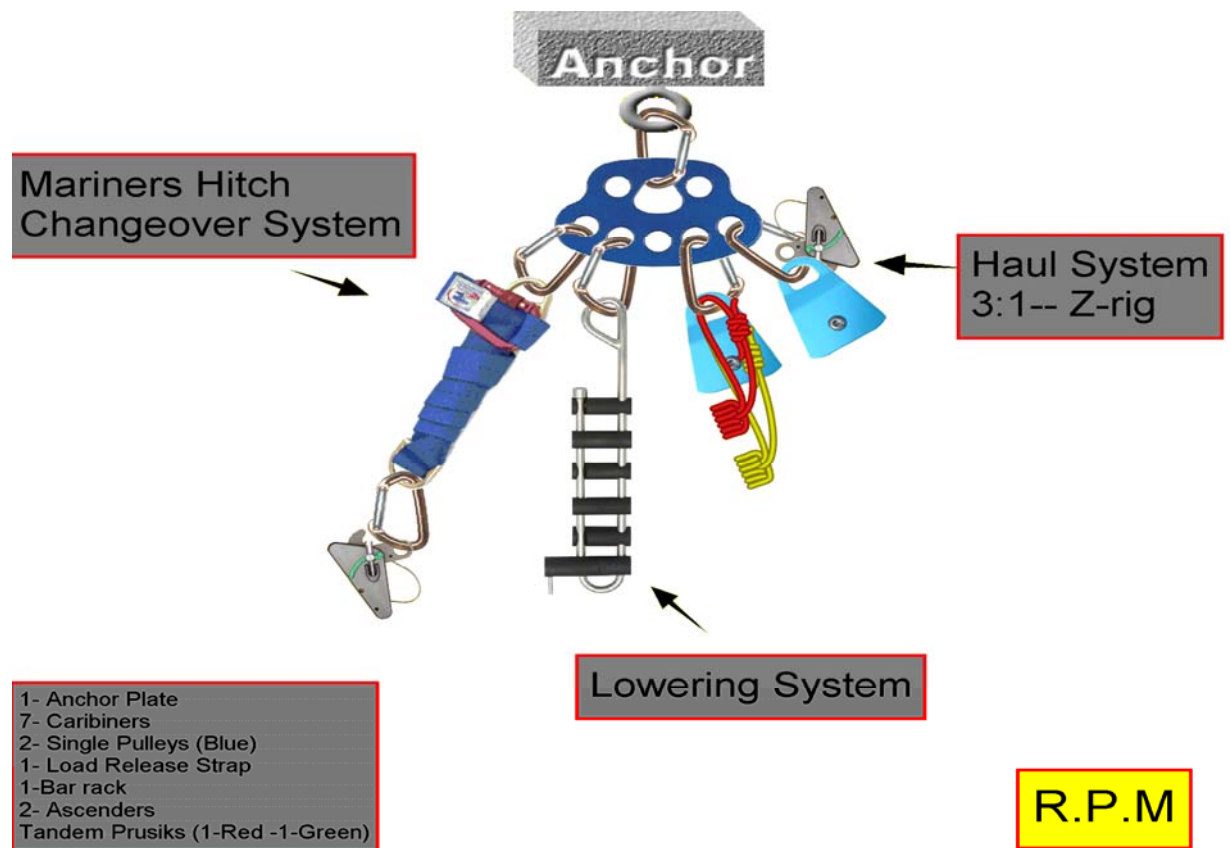 Anchor
Mariners Hitch
Changeover System
Haul System
3:1-- Z-rig
Lowering System
1- Anchor Plate
7- Caribiners
2- Single Pulleys (Blue)
1- Load Release Strap
1-Bar rack
2- Ascenders
Tandem Prusiks (1-Red -1-Green)
R.P.M